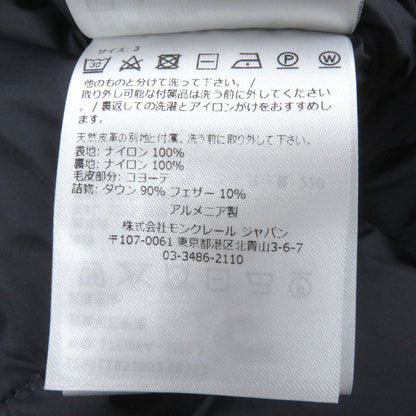 サイズ: 3
30 P W
他のものと分けて洗って下さい。/
取り外し可能な付属品は洗う前に外してください
。/ 裏返しての洗濯とアイロンがけをおすすめし
ます。
天然皮革の別地と付属、洗う前に取り外して下さい。
表地: ナイロン 100%
裏地: ナイロン 100%
毛皮部分: コヨーテ
詰物: ダウン 90% フェザー 10%
アルメニア製
株式会社モンクレール ジャパン
〒107-0061 東京都港区北青山3-6-7
03-3486-2110